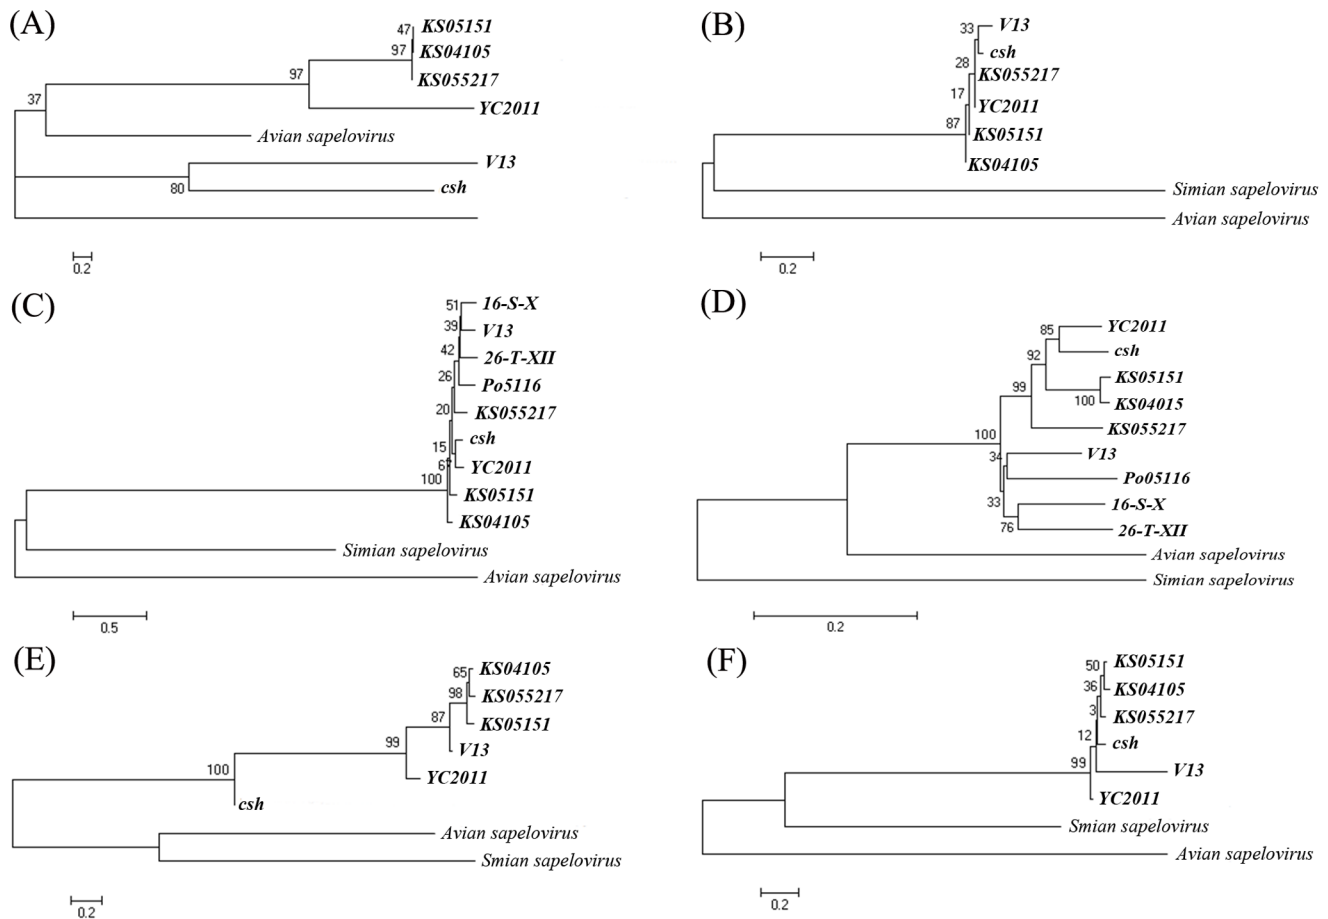 (A)
47
KS05151
97
KS04105
97
KS055217
37
YC2011
Avian sapelovirus
V13
80
csh
0.2
(B)
33
V13
csh
28
KS055217
17
YC2011
87
KS05151
KS04105
Simian sapelovirus
Avian sapelovirus
0.2
(C)
51
16-S-X
39
V13
42
26-T-XII
26
Po5116
20
KS055217
15
csh
YC2011
100
KS05151
KS04105
Simian sapelovirus
Avian sapelovirus
0.5
(D)
85
YC2011
92
csh
99
KS05151
100
KS04015
KS055217
100
34
V13
Po05116
33
16-S-X
76
26-T-XII
Avian sapelovirus
Simian sapelovirus
0.2
(E)
65
KS04105
98
KS055217
87
KS05151
99
V13
100
YC2011
csh
Avian sapelovirus
Smian sapelovirus
0.2
(F)
50
KS05151
36
KS04105
3
KS055217
12
csh
99
V13
YC2011
Smian sapelovirus
Avian sapelovirus
0.2